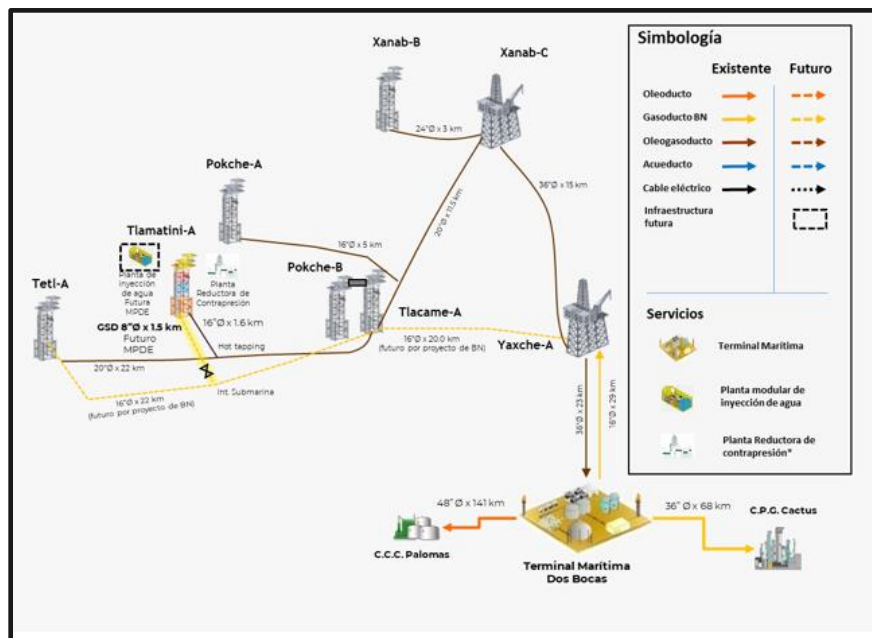 Xanab-B
Xanab-C
24"Ø x 3 km
Pokche-A
20"Ø x 11.5 km
36"Ø x 15 km
16"Ø x 5 km
Tlamatini-A
Planta de
inyección
de agua
Futura
MPDE
Planta
Reductora de
Contrapresión
Pokche-B
Tlacame-A
Teti-A
GSD 8"Ø x 1.5 km
Futuro
MPDE
16"Ø x 1.6 km
Hot tapping
20"Ø x 22 km
16"Ø x 22 km
(futuro por proyecto de BN)
Int. Submarina
16"Ø x 20.0 km
(futuro por proyecto de BN)
Yaxche-A
36"Ø x 23 km
16"Ø x 29 km
48" Ø x 141 km
36" Ø x 68 km
C.C.C. Palomas
Terminal Marítima
Dos Bocas
C.P.G. Cactus
Simbología
Existente
Futuro
Oleoducto
Gasoducto BN
Oleogasoducto
Acueducto
Cable eléctrico
Infraestructura
futura
Servicios
Terminal Marítima
Planta modular de
inyección de agua
Planta Reductora de
contrapresión*